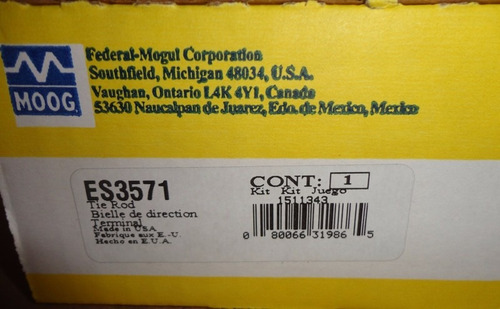 MOOG
Federal-Mogul Corporation
Southfield, Michigan 48034, U.S.A.
Vaughan, Ontario L4K 4Y1, Canada
53630 Naucalpan de Juarez, Edo. de Mexico, Mexico
ES3571
Tie Rod
Bielle de direction
Terminal
Made in USA
Fabrique aux E.-U.
Hecho en E.U.A.
CONT: 1
Kit Kit Juego
1511343
0 80066 31986 5